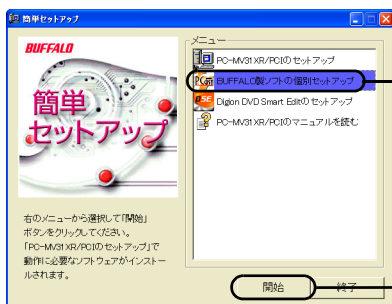 簡単セットアップ
BUFFALO
簡単
セットアップ
右のメニューから選択して「開始」
ボタンをクリックしてください。
「PC-MV31XR/PCIのセットアップ」で
動作に必要なソフトウェアがインストー
ルされます。
メニュー
PC-MV31XR/PCIのセットアップ
BUFFALO製ソフトの個別セットアップ
Digion DVD Smart Editのセットアップ
PC-MV31XR/PCIのマニュアルを読む
開始
終了